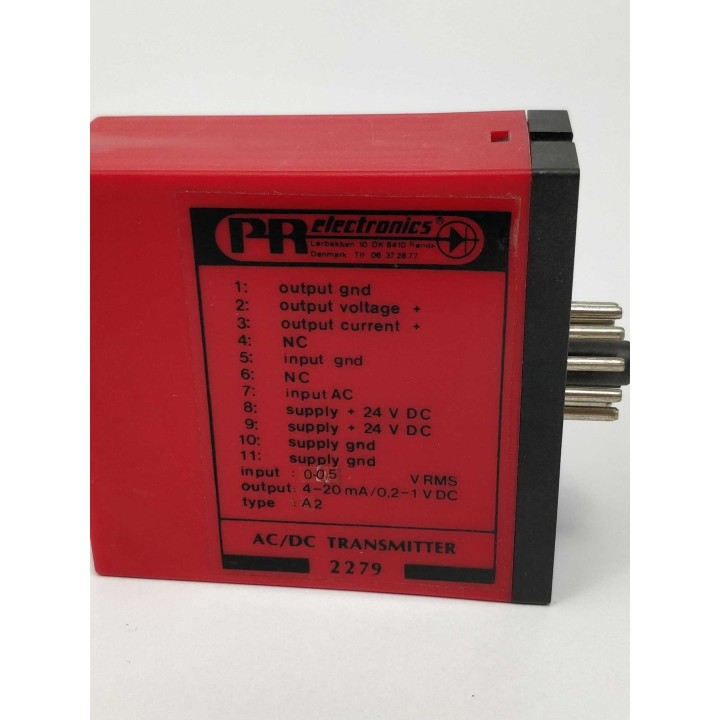 PR electronics®
Lerbakken 10 DK 8410 Rønde
Denmark Tlf 06 37 26 77
1: output gnd
2: output voltage +
3: output current +
4: NC
5: input gnd
6: NC
7: input AC
8: supply + 24 V DC
9: supply + 24 V DC
10: supply gnd
11: supply gnd
input : 0-0,5 V RMS
output: 4-20 mA/0,2-1 V DC
type : A2
AC/DC TRANSMITTER
2279